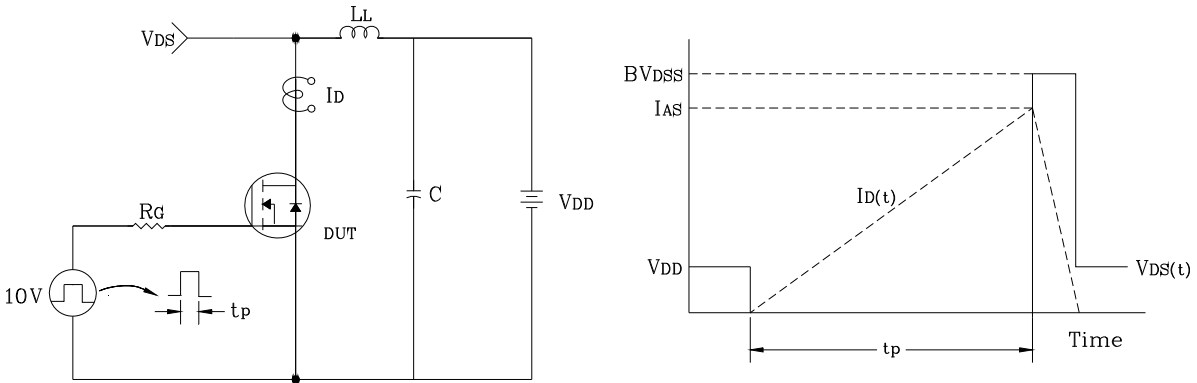 LL
VDS
ID
RG
C
VDD
DUT
10V
tp
BVDSS
IAS
ID(t)
VDD
VDS(t)
Time
tp